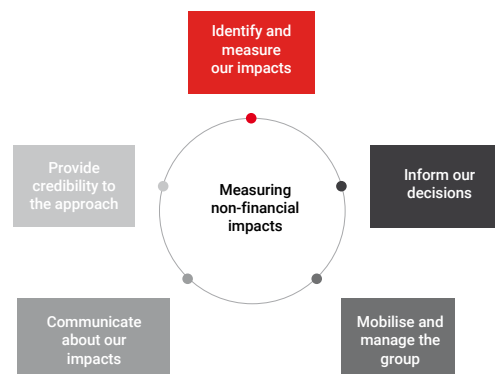 Identify and
measure
our impacts
Provide
credibility to
the approach
Measuring
non-financial
impacts
Inform our
decisions
Communicate
about our
impacts
Mobilise and
manage the
group